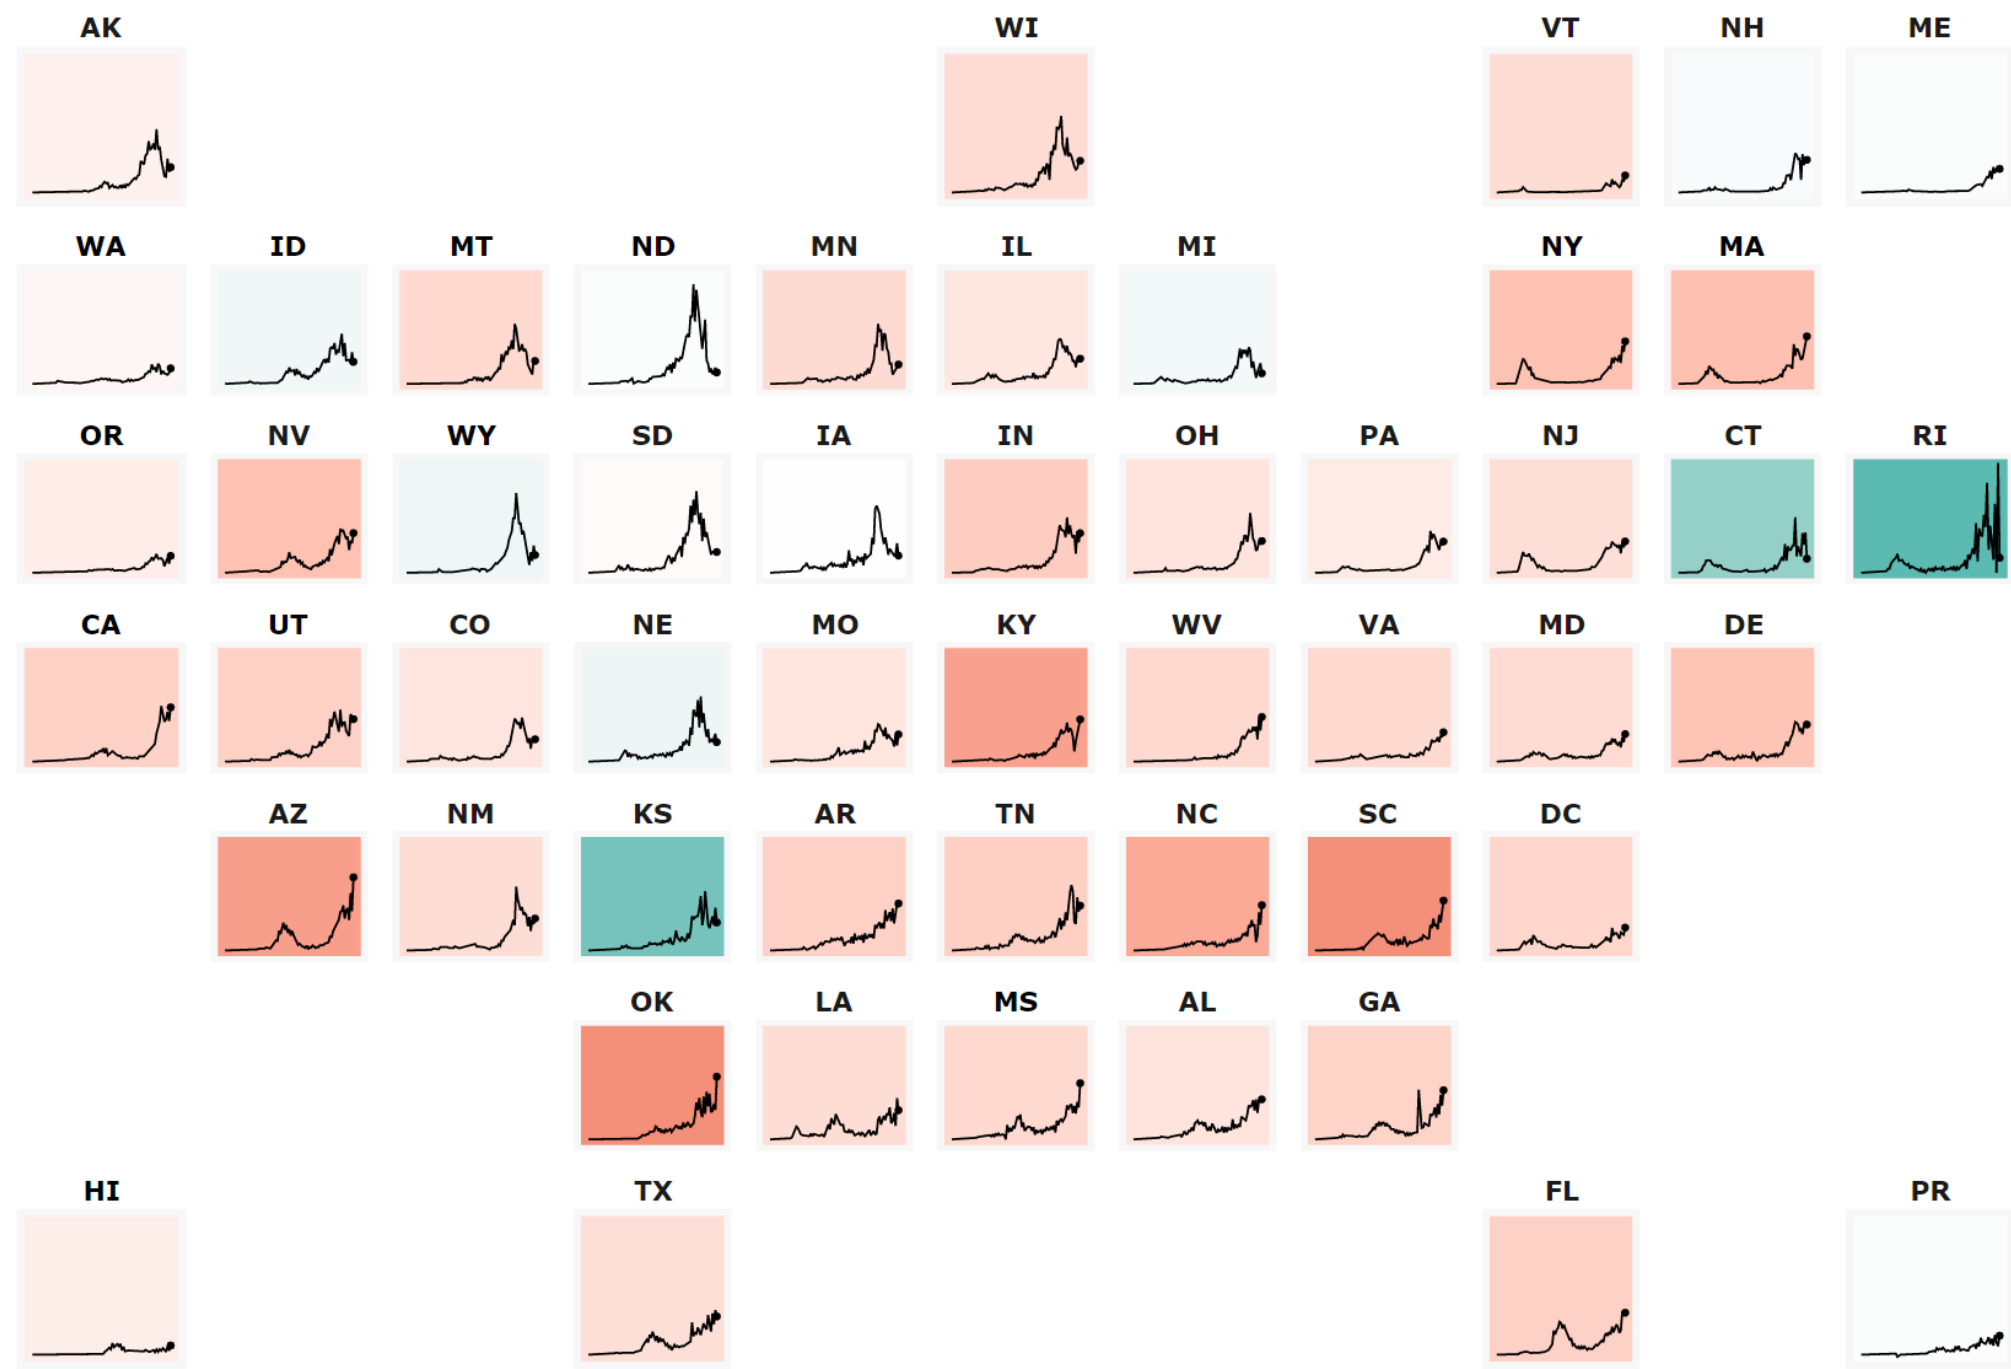 AK WI VT NH ME
WA ID MT ND MN IL MI NY MA
OR NV WY SD IA IN OH PA NJ CT RI
CA UT CO NE MO KY WV VA MD DE
AZ NM KS AR TN NC SC DC
OK LA MS AL GA
HI TX FL PR